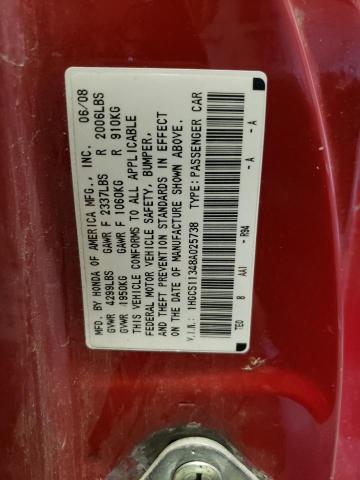 MFD. BY HONDA OF AMERICA MFG., INC. 06/08
GVWR 4299LBS GAWR F 2337LBS R 2006LBS
GVWR 1950KG GAWR F 1060KG R 910KG
THIS VEHICLE CONFORMS TO ALL APPLICABLE
FEDERAL MOTOR VEHICLE SAFETY, BUMPER,
AND THEFT PREVENTION STANDARDS IN EFFECT
ON THE DATE OF MANUFACTURE SHOWN ABOVE.
V.I.N.: 1HGCS11348A025738 TYPE:PASSENGER CAR
R94 - A - A
TE0 8 AA1